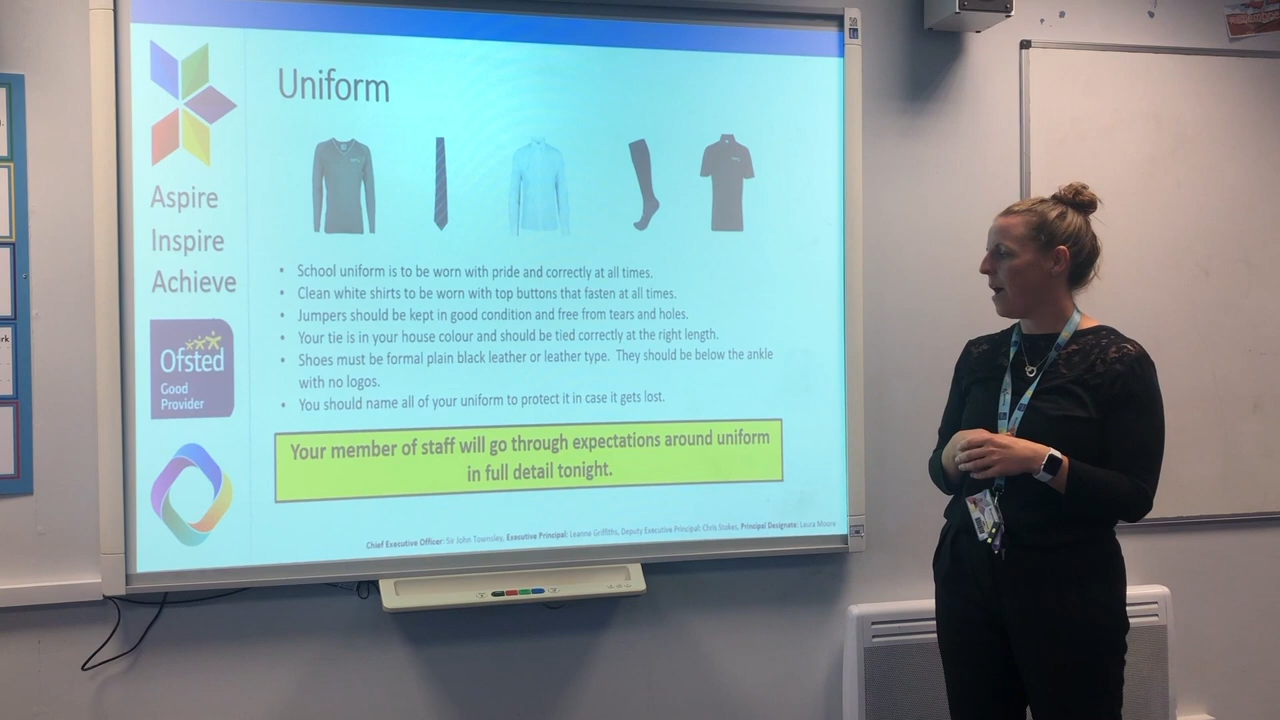 Uniform
Aspire
Inspire
Achieve
Ofsted
Good
Provider
• School uniform is to be worn with pride and correctly at all times.
• Clean white shirts to be worn with top buttons that fasten at all times.
• Jumpers should be kept in good condition and free from tears and holes.
• Your tie is in your house colour and should be tied correctly at the right length.
• Shoes must be formal plain black leather or leather type. They should be below the ankle
with no logos.
• You should name all of your uniform to protect it in case it gets lost.
Your member of staff will go through expectations around uniform
in full detail tonight.
Chief Executive Officer: Sir John Townsley, Executive Principal: Leanne Griffiths, Deputy Executive Principal: Chris Stokes, Principal Designate: Laura Moore